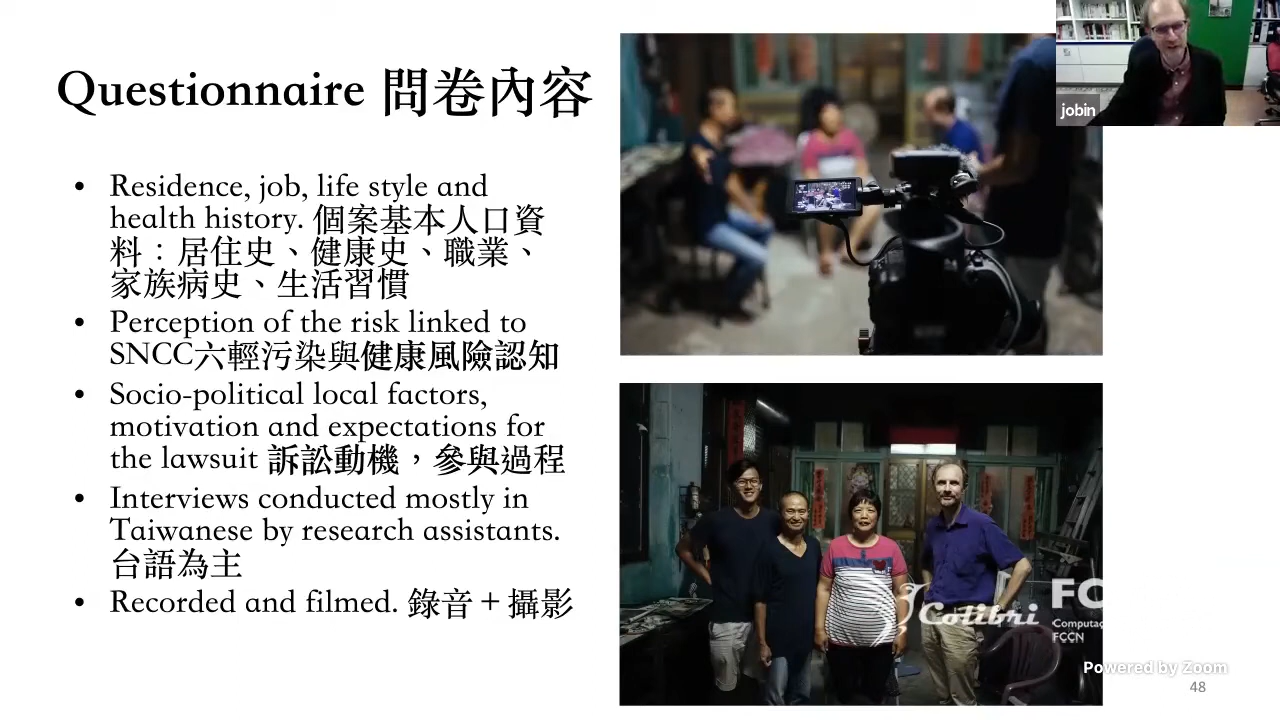 Questionnaire 問卷內容
• Residence, job, life style and
health history. 個案基本人口資
料：居住史、健康史、職業、
家族病史、生活習慣
• Perception of the risk linked to
SNCC六輕污染與健康風險認知
• Socio-political local factors,
motivation and expectations for
the lawsuit 訴訟動機，參與過程
• Interviews conducted mostly in
Taiwanese by research assistants.
台語為主
• Recorded and filmed. 錄音＋攝影
jobin
Colibri
FC
Computaç
FCCN
Powered by Zoom
48